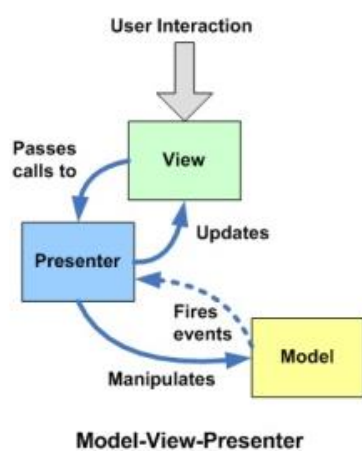 User Interaction
Passes
calls to
View
Updates
Presenter
Fires
events
Model
Manipulates
Model-View-Presenter